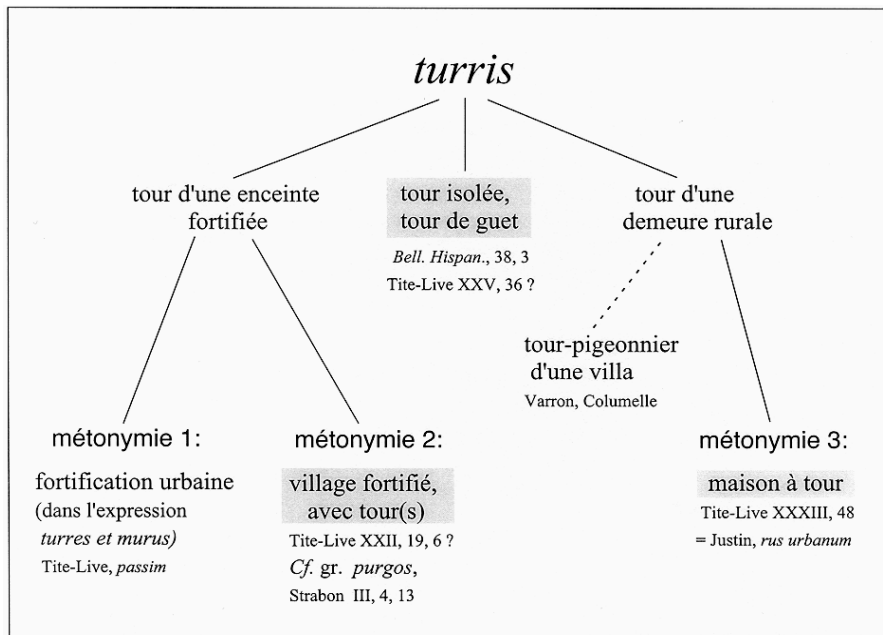 turris
tour d'une enceinte
fortifiée
tour isolée,
tour de guet
Bell. Hispan., 38, 3
Tite-Live XXV, 36 ?
tour d'une
demeure rurale
tour-pigeonnier
d'une villa
Varron, Columelle
métonymie 1:
fortification urbaine
(dans l'expression
turres et murus)
Tite-Live, passim
métonymie 2:
village fortifié,
avec tour(s)
Tite-Live XXII, 19, 6 ?
Cf. gr. purgos,
Strabon III, 4, 13
métonymie 3:
maison à tour
Tite-Live XXXIII, 48
= Justin, rus urbanum